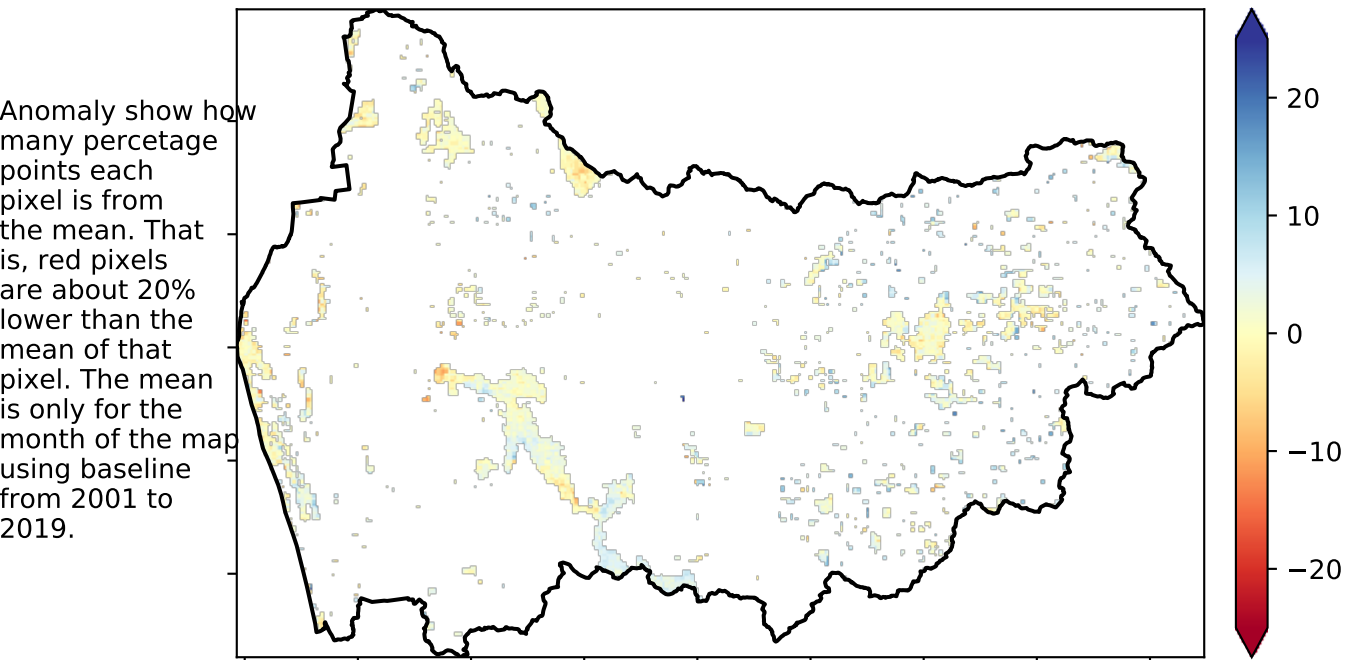 Anomaly show how
many percetage
points each
pixel is from
the mean. That
is, red pixels
are about 20%
lower than the
mean of that
pixel. The mean
is only for the
month of the map
using baseline
from 2001 to
2019.
20
10
0
−10
−20